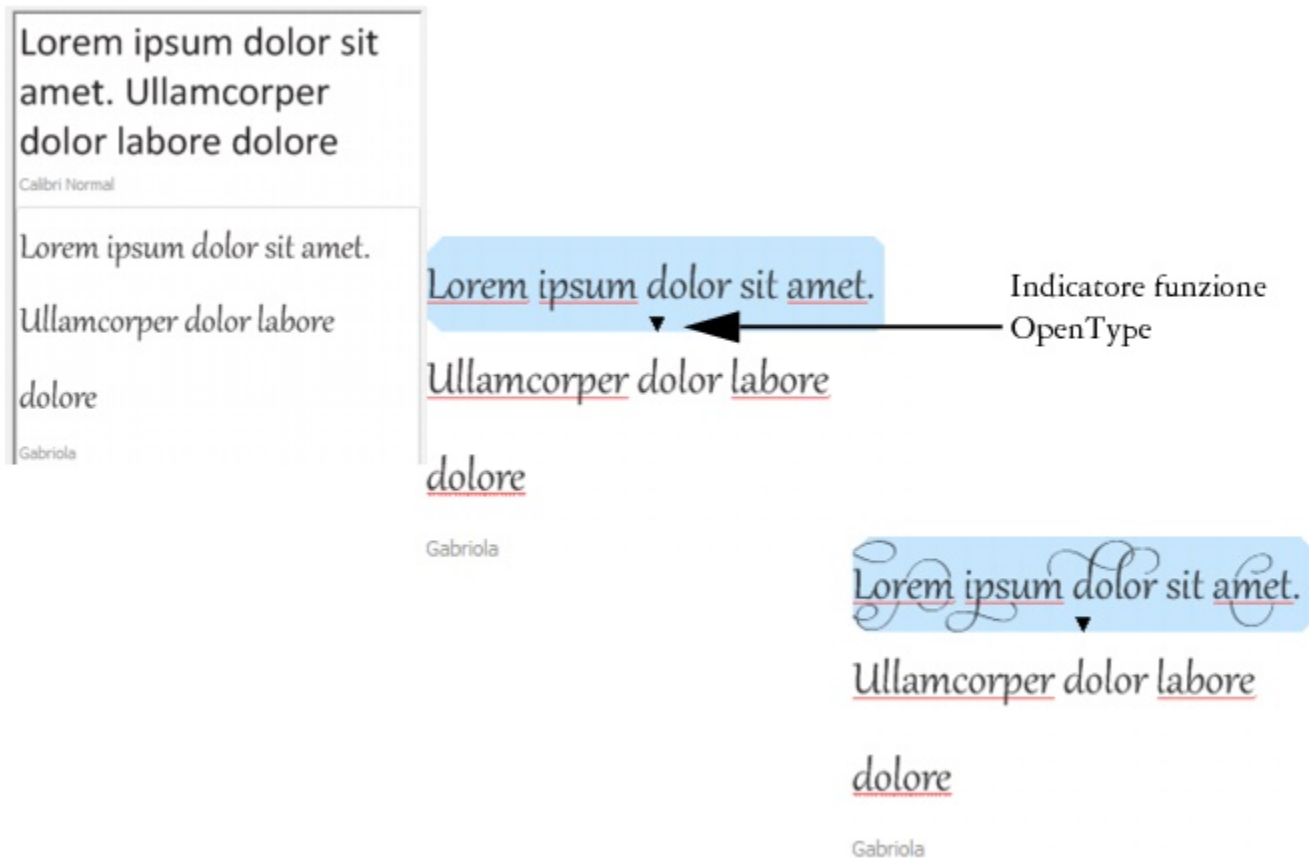 Lorem ipsum dolor sit
amet. Ullamcorper
dolor labore dolore
Calibri Normal
Lorem ipsum dolor sit amet.
Ullamcorper dolor labore
dolore
Gabriola
Lorem ipsum dolor sit amet.
Ullamcorper dolor labore
dolore
Gabriola
Indicatore funzione
OpenType
Lorem ipsum dolor sit amet.
Ullamcorper dolor labore
dolore
Gabriola